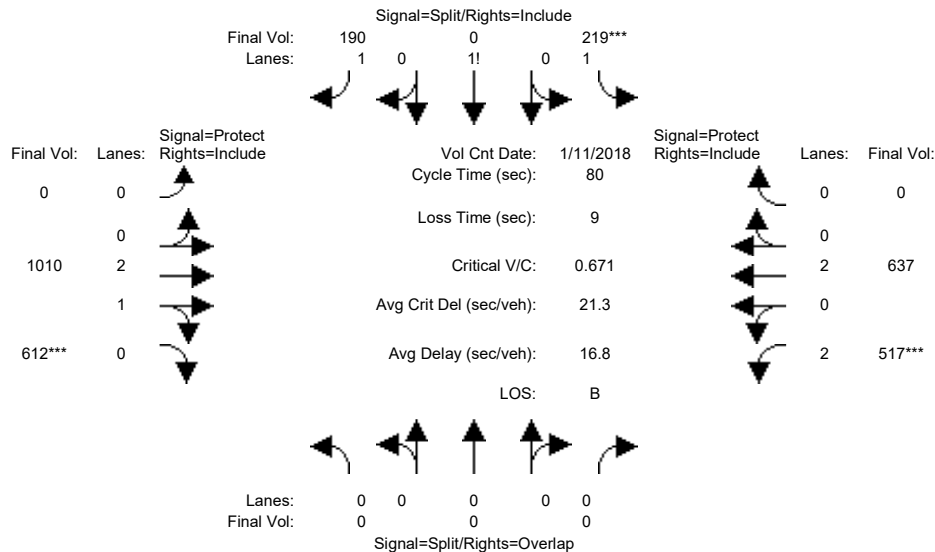 Signal=Split/Rights=Include
Final Vol: 190 0 219***
Lanes: 1 0 1! 0 1
Signal=Protect Signal=Protect
Final Vol: Lanes: Rights=Include Vol Cnt Date: 1/11/2018 Rights=Include Lanes: Final Vol:
Cycle Time (sec): 80
0 0 0 0
Loss Time (sec): 9
0 0
1010 2 Critical V/C: 0.671 2 637
1 Avg Crit Del (sec/veh): 21.3 0
612*** 0 Avg Delay (sec/veh): 16.8 2 517***
LOS: B
Lanes: 0 0 0 0 0
Final Vol: 0 0 0
Signal=Split/Rights=Overlap